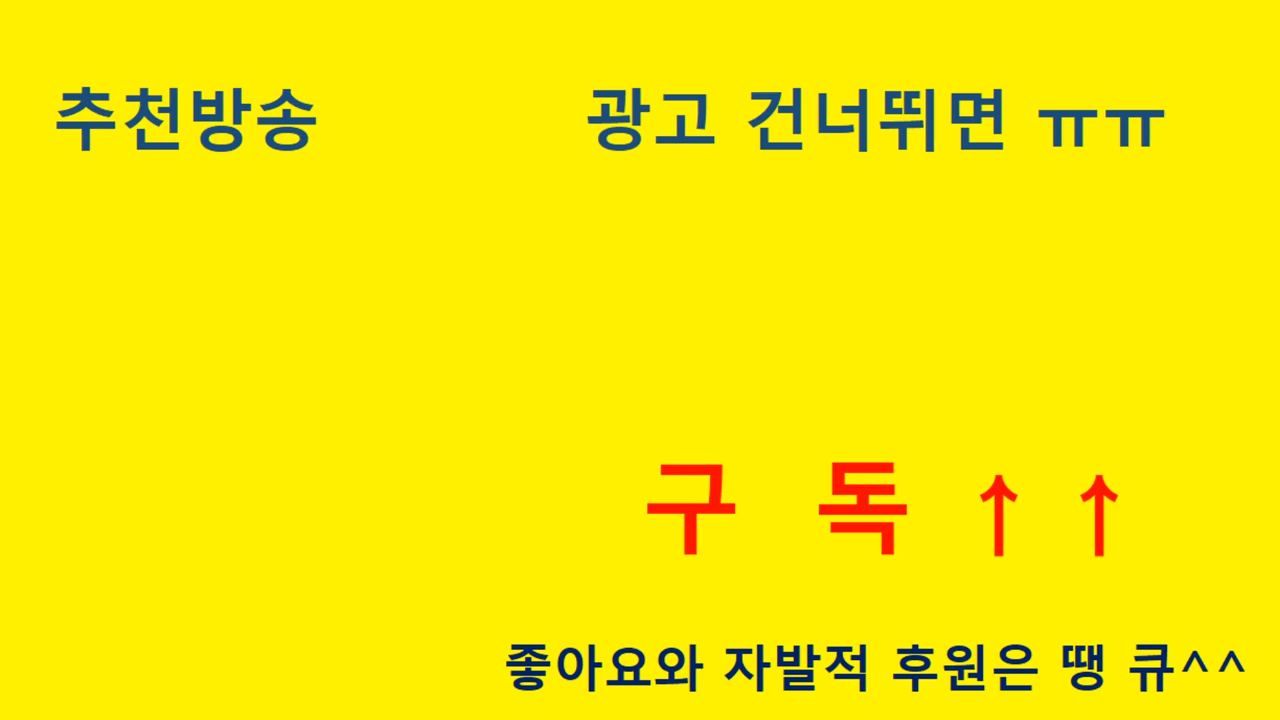 추천방송 광고 건너뛰면 ㅠㅠ
구 독 ↑ ↑
좋아요와 자발적 후원은 땡 큐^^